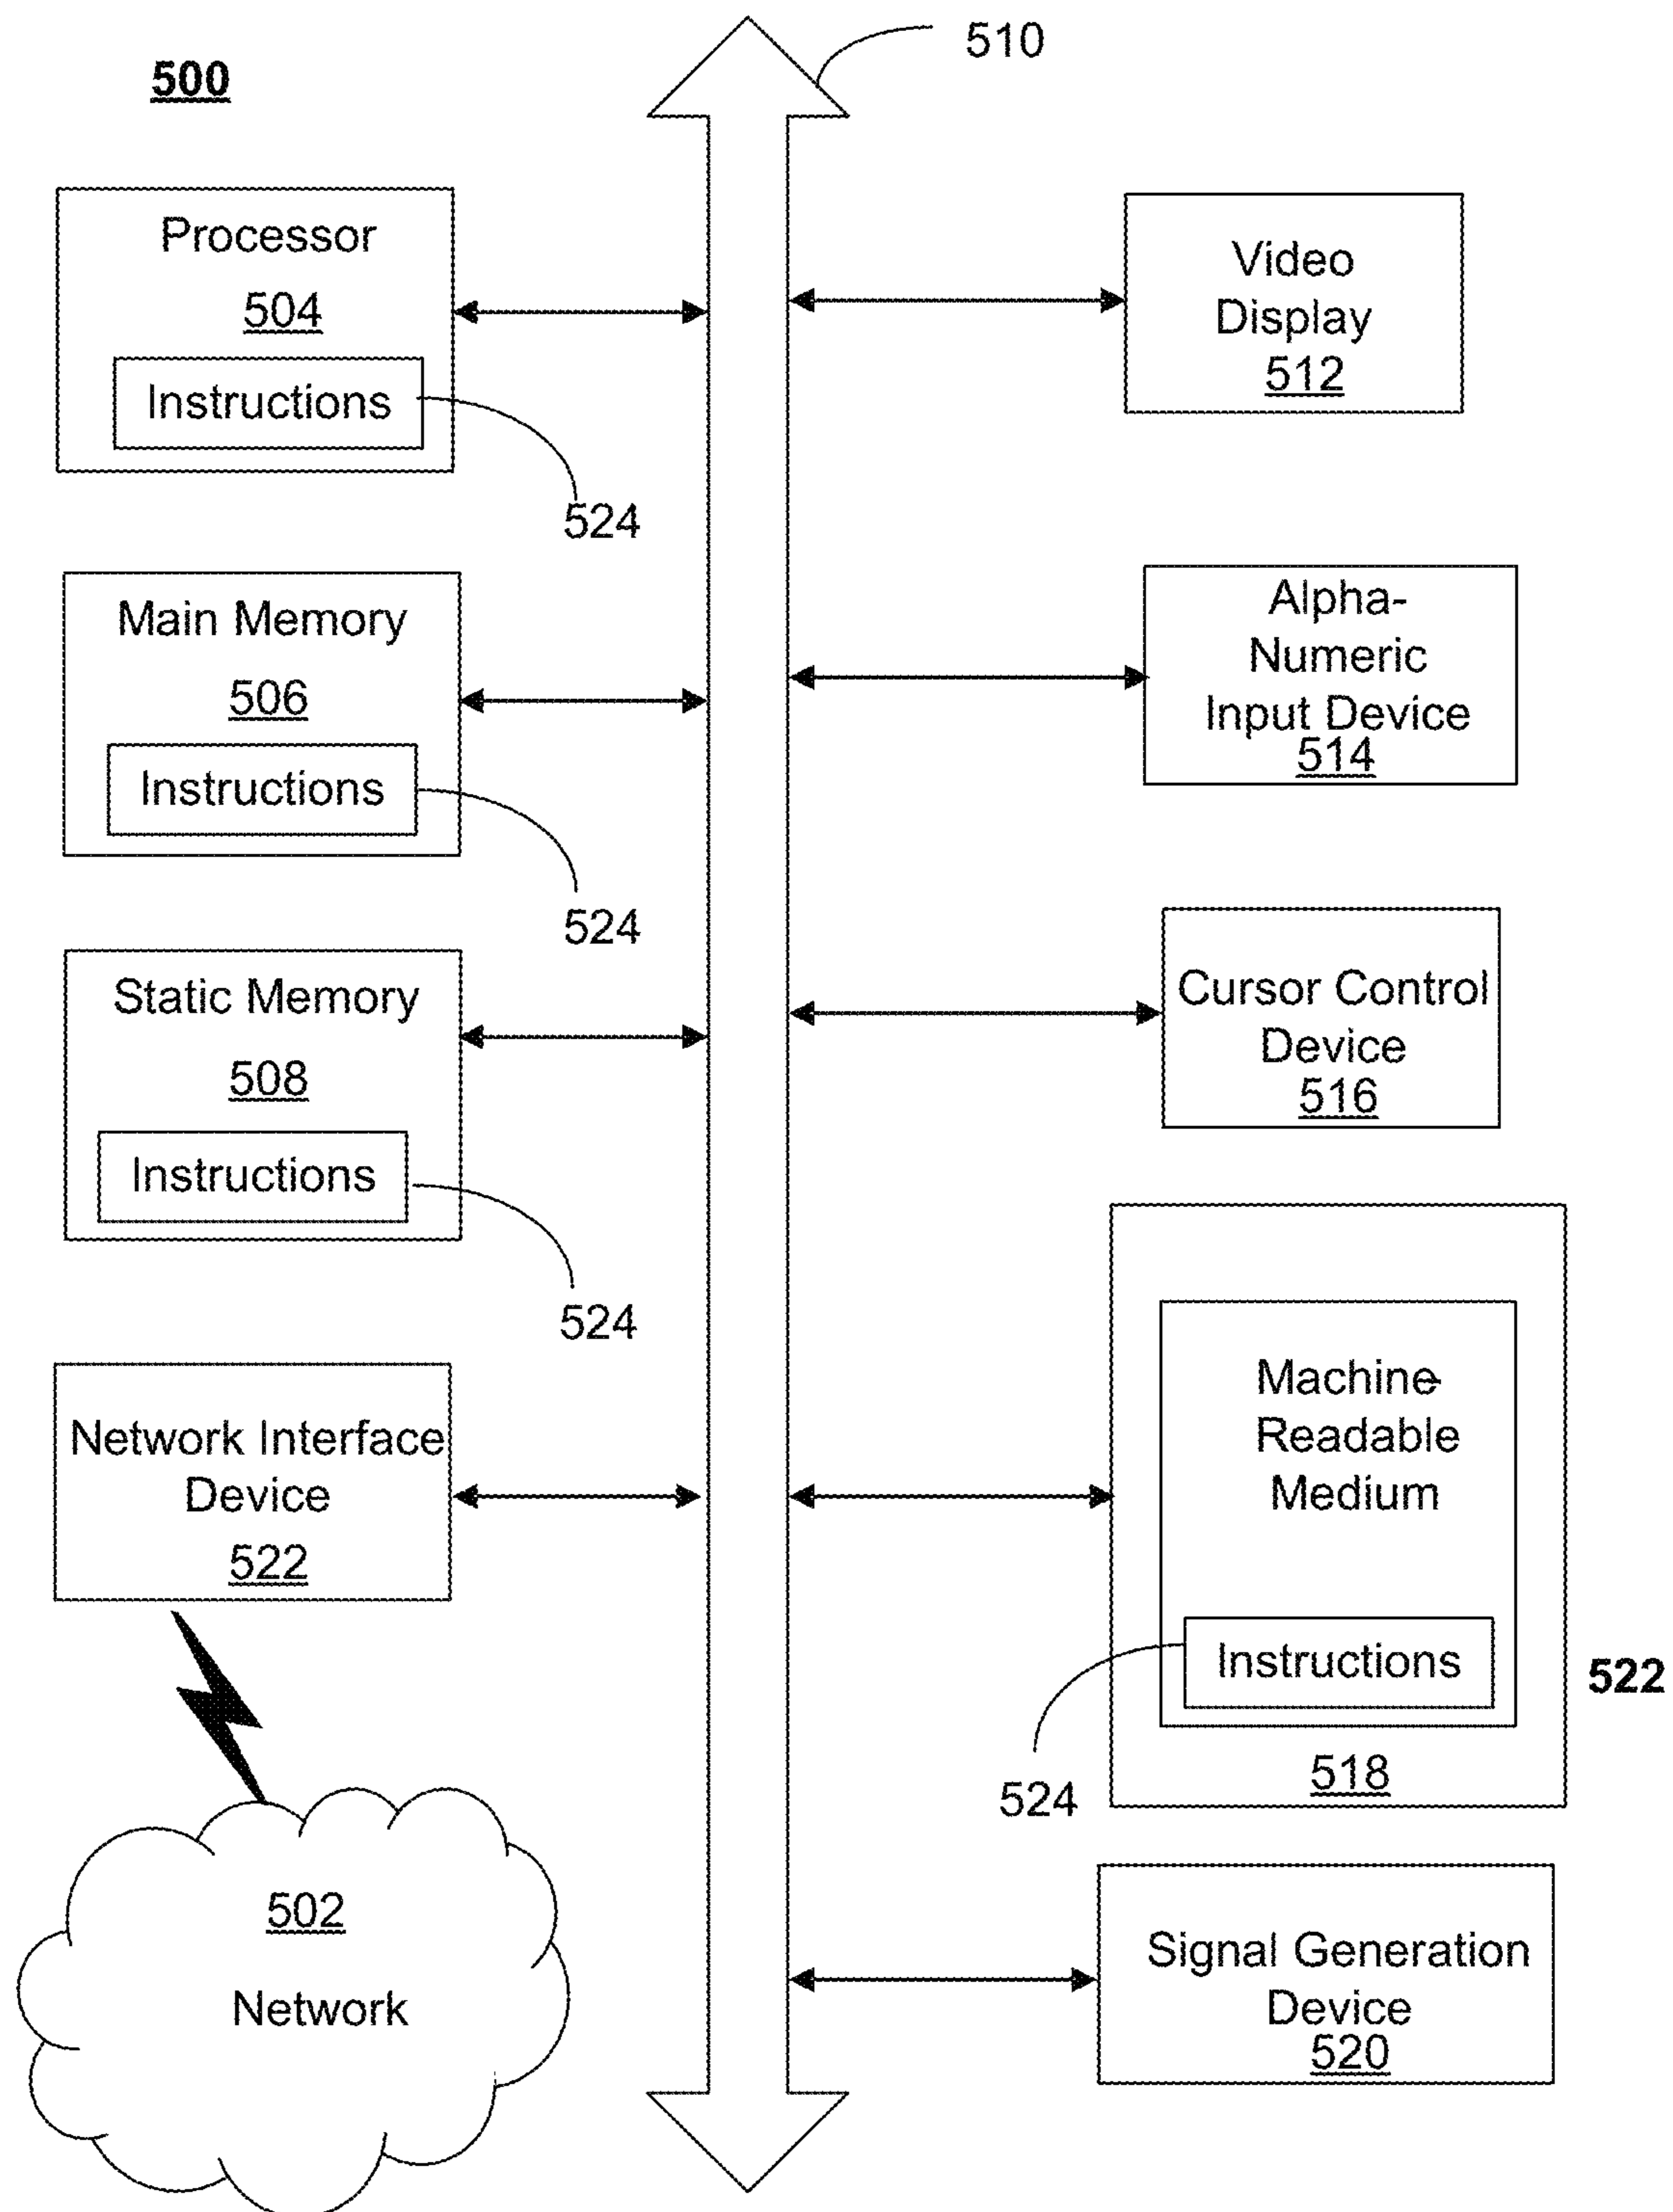 500
510
Processor
504
Instructions
524
Main Memory
506
Instructions
524
Static Memory
508
Instructions
524
Network Interface
Device
522
502
Network
Video
Display
512
Alpha-
Numeric
Input Device
514
Cursor Control
Device
516
Machine-
Readable
Medium
Instructions
524
518
522
Signal Generation
Device
520